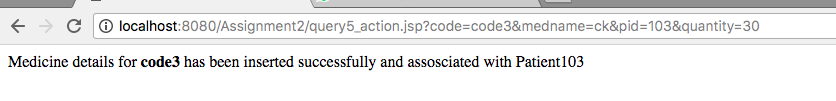 localhost:8080/Assignment2/query5_action.jsp?code=code3&medname=ck&pid=103&quantity=30
Medicine details for code3 has been inserted successfully and assosciated with Patient103